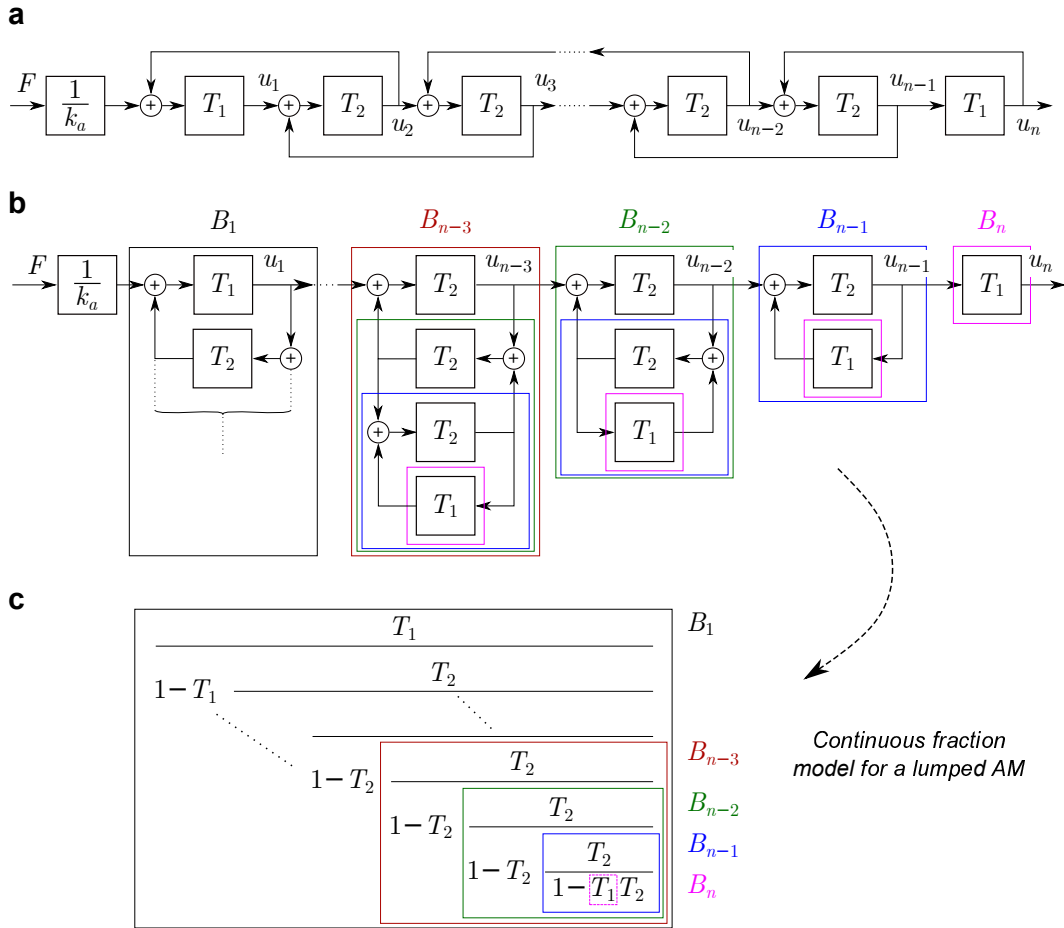 a
F
1
k_a
+
T_1
u_1
+
T_2
u_2
+
T_2
u_3
+
T_2
u_{n−2}
+
T_2
u_{n−1}
T_1
u_n
b
B_1
B_{n−3}
B_{n−2}
B_{n−1}
B_n
F
1
k_a
+
T_1
u_1
+
T_2
u_{n−3}
+
T_2
u_{n−2}
+
T_2
u_{n−1}
T_1
u_n
T_2
+
T_2
+
T_2
+
T_1
+
T_2
T_1
T_1
c
T_1
B_1
1−T_1
T_2
1−T_2
T_2
B_{n−3}
1−T_2
T_2
B_{n−2}
1−T_2
T_2
B_{n−1}
1−T_1T_2
B_n
Continuous fraction
model for a lumped AM